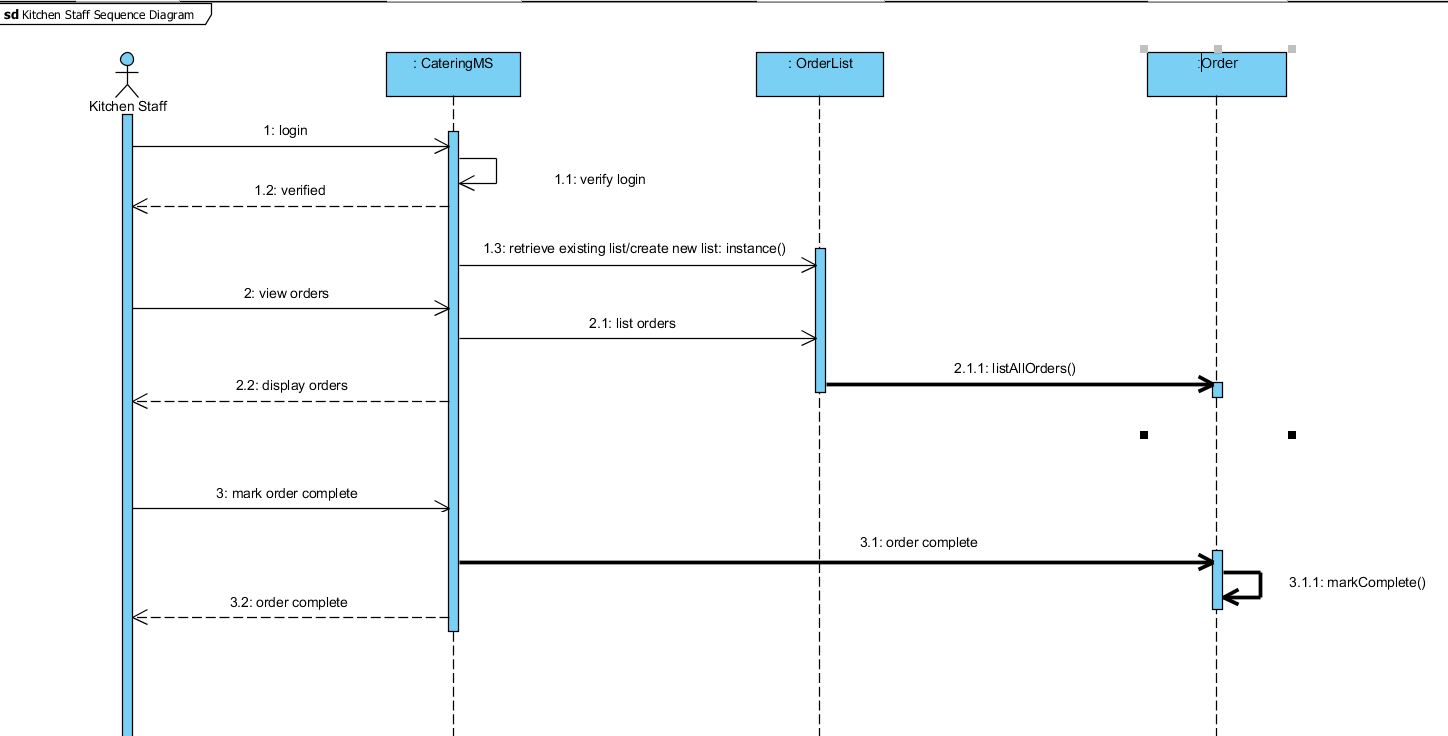 sd Kitchen Staff Sequence Diagram
: CateringMS
: OrderList
:Order
Kitchen Staff
1: login
1.1: verify login
1.2: verified
1.3: retrieve existing list/create new list: instance()
2: view orders
2.1: list orders
2.1.1: listAllOrders()
2.2: display orders
3: mark order complete
3.1: order complete
3.1.1: markComplete()
3.2: order complete